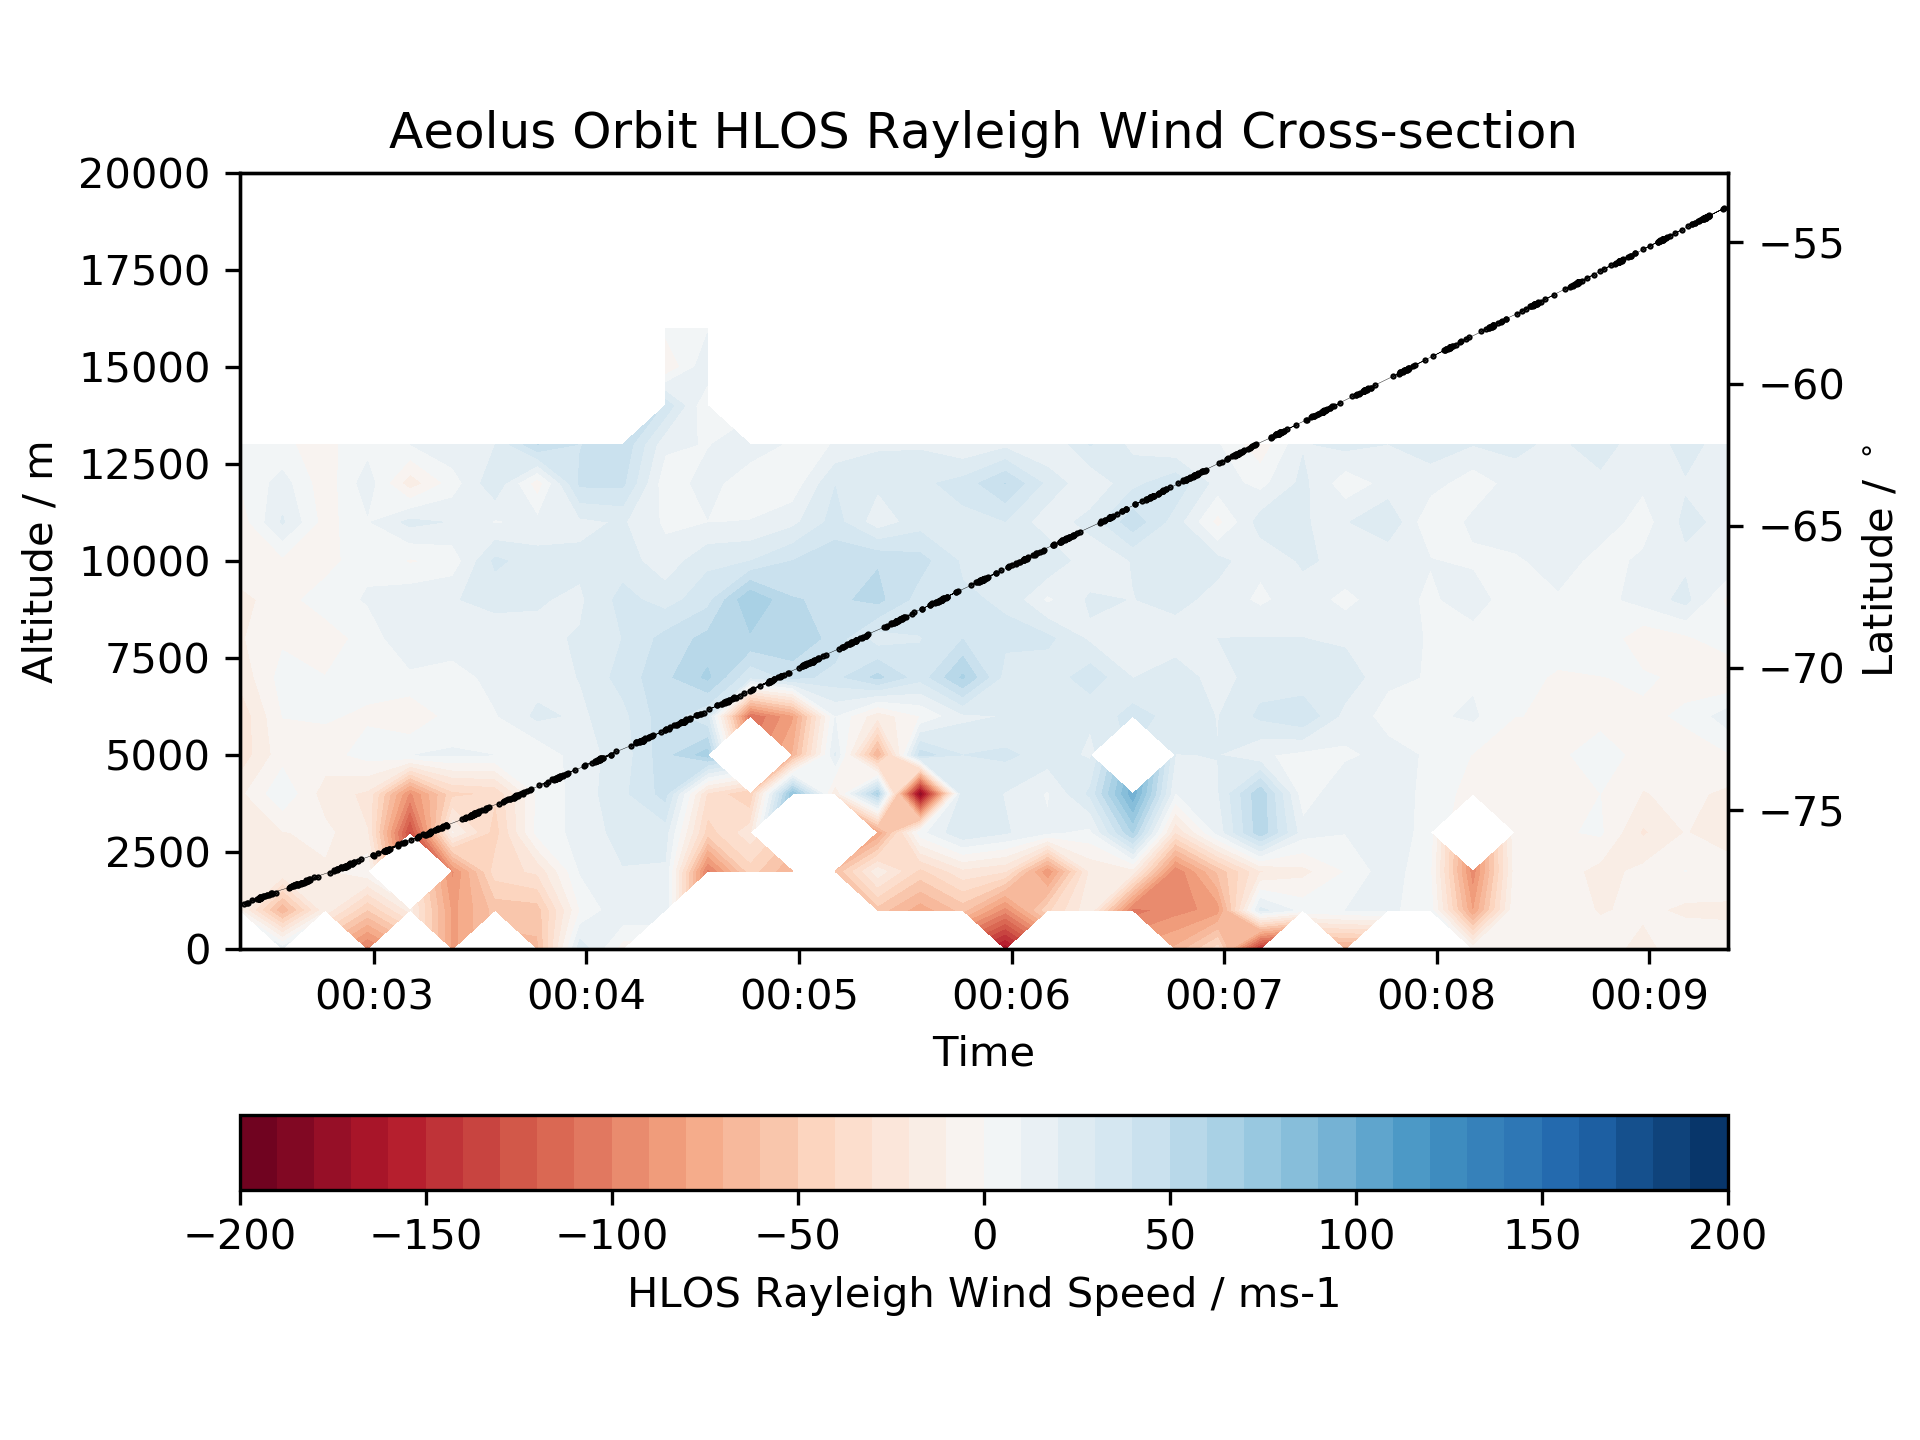 Aeolus Orbit HLOS Rayleigh Wind Cross-section
20000
17500
15000
12500
10000
7500
5000
2500
0
Altitude / m
−55
−60
−65
−70
−75
Latitude / °
00:03 00:04 00:05 00:06 00:07 00:08 00:09
Time
−200 −150 −100 −50 0 50 100 150 200
HLOS Rayleigh Wind Speed / ms-1